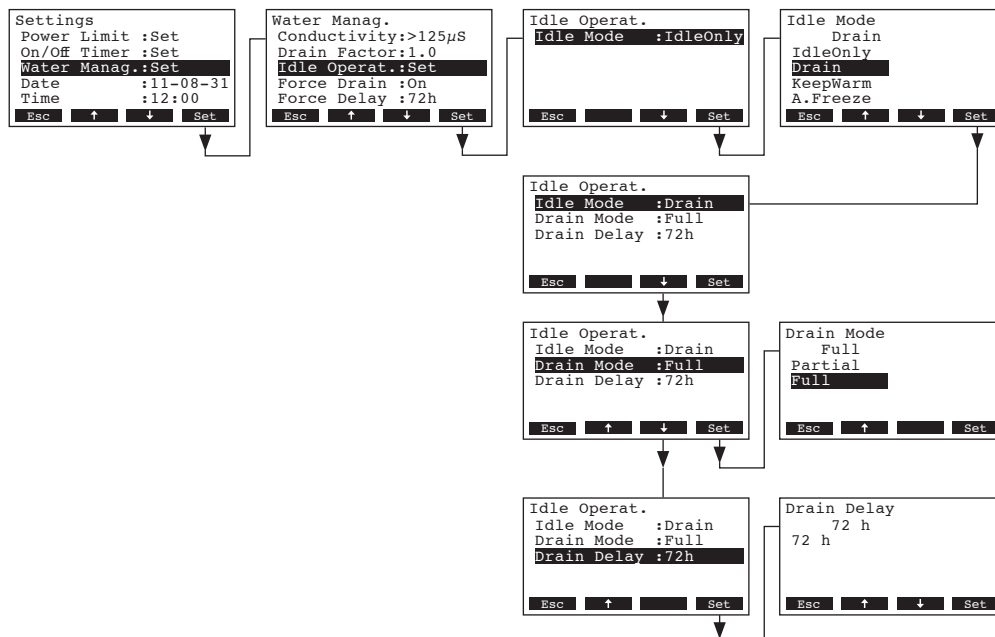 Settings
Power Limit :Set
On/Off Timer :Set
Water Manag.:Set
Date :11-08-31
Time :12:00
Esc ↑ ↓ Set
Water Manag.
Conductivity:>125µS
Drain Factor:1.0
Idle Operat.:Set
Force Drain :On
Force Delay :72h
Esc ↑ ↓ Set
Idle Operat.
Idle Mode :IdleOnly
Esc ↓ Set
Idle Mode
Drain
IdleOnly
Drain
KeepWarm
A.Freeze
Esc ↑ ↓ Set
Idle Operat.
Idle Mode :Drain
Drain Mode :Full
Drain Delay :72h
Esc ↓ Set
Idle Operat.
Idle Mode :Drain
Drain Mode :Full
Drain Delay :72h
Esc ↑ ↓ Set
Drain Mode
Full
Partial
Full
Esc ↑ Set
Idle Operat.
Idle Mode :Drain
Drain Mode :Full
Drain Delay :72h
Esc ↑ Set
Drain Delay
72 h
72 h
Esc ↑ ↓ Set